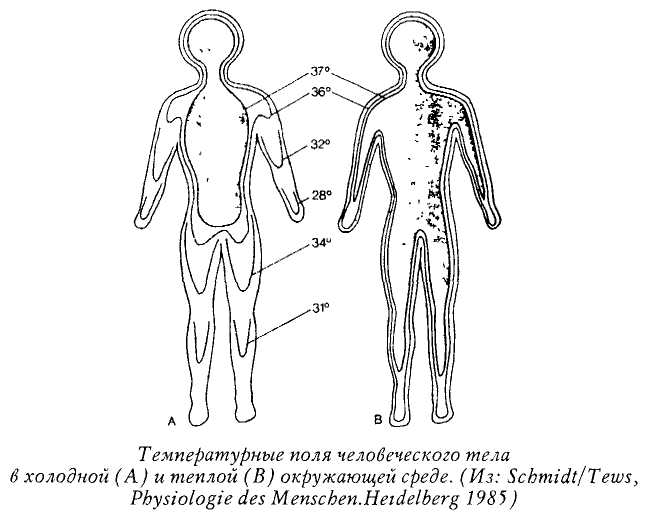 37°
36°
32°
28°
34°
31°
A
B
Температурные поля человеческого тела
в холодной (A) и теплой (B) окружающей среде. (Из: Schmidt/Tews,
Physiologie des Menschen.Heidelberg 1985)